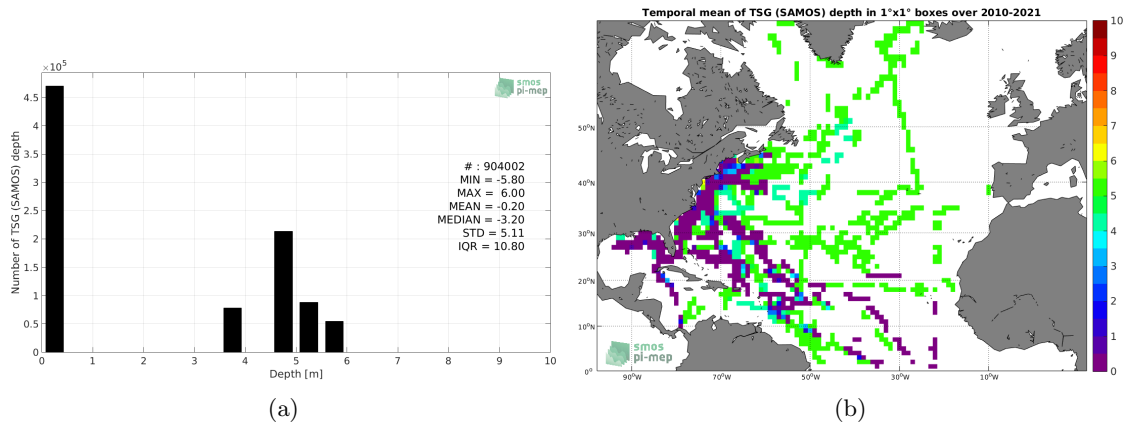 ×10⁵
4.5
4
3.5
3
2.5
2
1.5
1
0.5
0
Number of TSG (SAMOS) depth
0 1 2 3 4 5 6 7 8 9 10
Depth [m]
smos
pi-mep
# : 904002
MIN = -5.80
MAX = 6.00
MEAN = -0.20
MEDIAN = -3.20
STD = 5.11
IQR = 10.80
(a)
Temporal mean of TSG (SAMOS) depth in 1°x1° boxes over 2010-2021
50°N
40°N
30°N
20°N
10°N
0°
90°W 70°W 50°W 30°W 10°W
smos
pi-mep
10
9
8
7
6
5
4
3
2
1
0
(b)